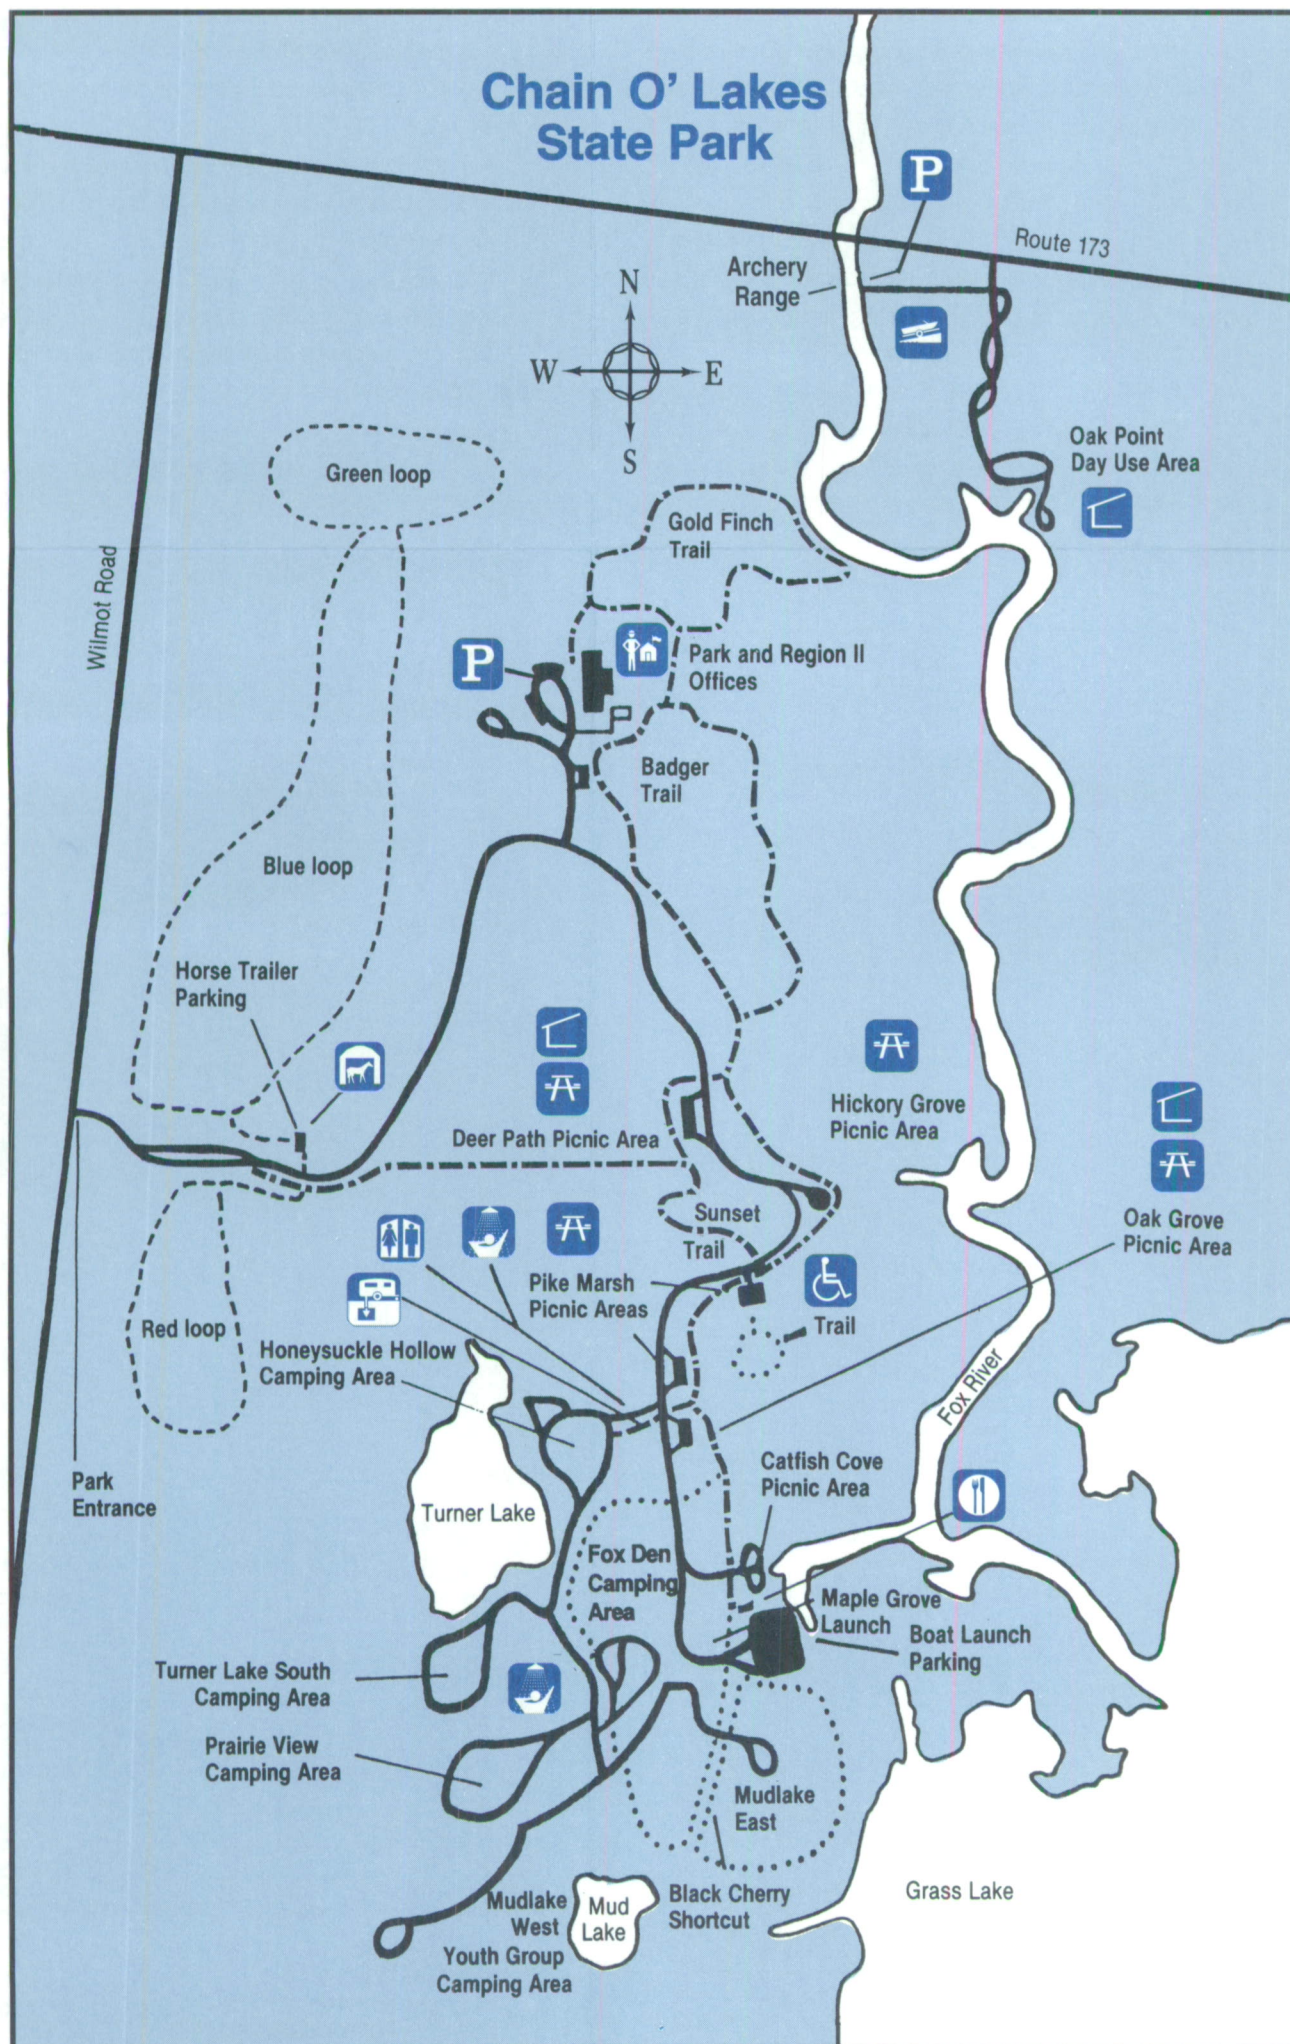 Chain O' Lakes
State Park
P
Route 173
Archery
Range
N
W
E
S
Oak Point
Day Use Area
Green loop
Gold Finch
Trail
Wilmot Road
P
Park and Region II
Offices
Badger
Trail
Blue loop
Horse Trailer
Parking
Deer Path Picnic Area
Hickory Grove
Picnic Area
Oak Grove
Picnic Area
Sunset
Trail
Pike Marsh
Picnic Areas
Trail
Red loop
Honeysuckle Hollow
Camping Area
Fox River
Park
Entrance
Catfish Cove
Picnic Area
Turner Lake
Fox Den
Camping
Area
Maple Grove
Launch
Boat Launch
Parking
Turner Lake South
Camping Area
Prairie View
Camping Area
Mudlake
East
Black Cherry
Shortcut
Grass Lake
Mudlake
West
Youth Group
Camping Area
Mud
Lake